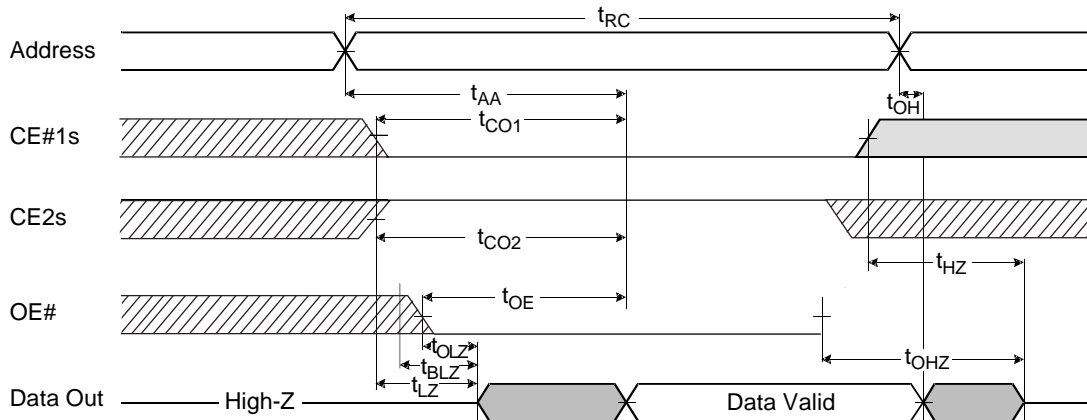 tRC
Address
tAA
tOH
CE#1s
tCO1
CE2s
tCO2
tHZ
OE#
tOE
tOLZ
tOHZ
tBLZ
tLZ
Data Out
High-Z
Data Valid